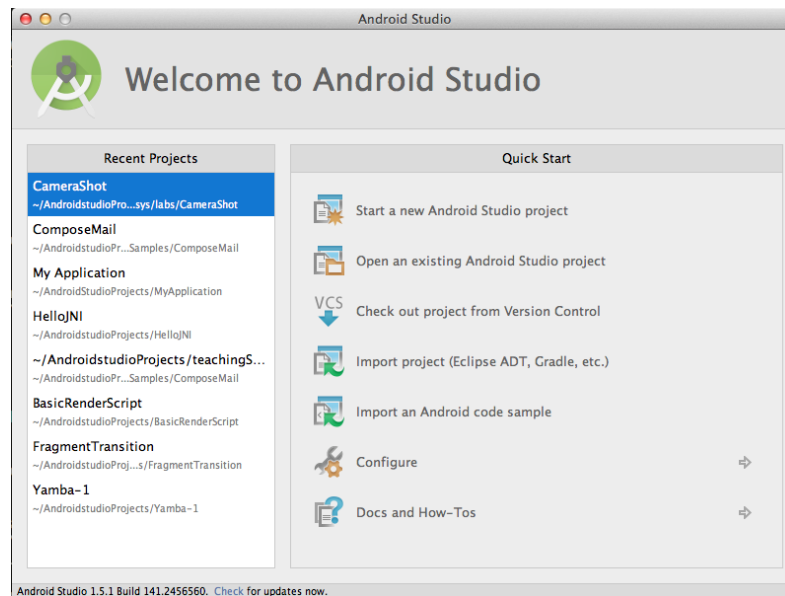 Android Studio
Welcome to Android Studio
Recent Projects
CameraShot
~/AndroidstudioPro...sys/labs/CameraShot
ComposeMail
~/AndroidstudioPr...Samples/ComposeMail
My Application
~/AndroidStudioProjects/MyApplication
HelloJNI
~/AndroidstudioProjects/HelloJNI
~/AndroidstudioProjects/teachingS...
~/AndroidstudioPr...Samples/ComposeMail
BasicRenderScript
~/AndroidstudioProjects/BasicRenderScript
FragmentTransition
~/AndroidstudioProj...s/FragmentTransition
Yamba-1
~/AndroidstudioProjects/Yamba-1
Quick Start
Start a new Android Studio project
Open an existing Android Studio project
VCS
Check out project from Version Control
Import project (Eclipse ADT, Gradle, etc.)
Import an Android code sample
Configure
Docs and How-Tos
Android Studio 1.5.1 Build 141.2456560. Check for updates now.